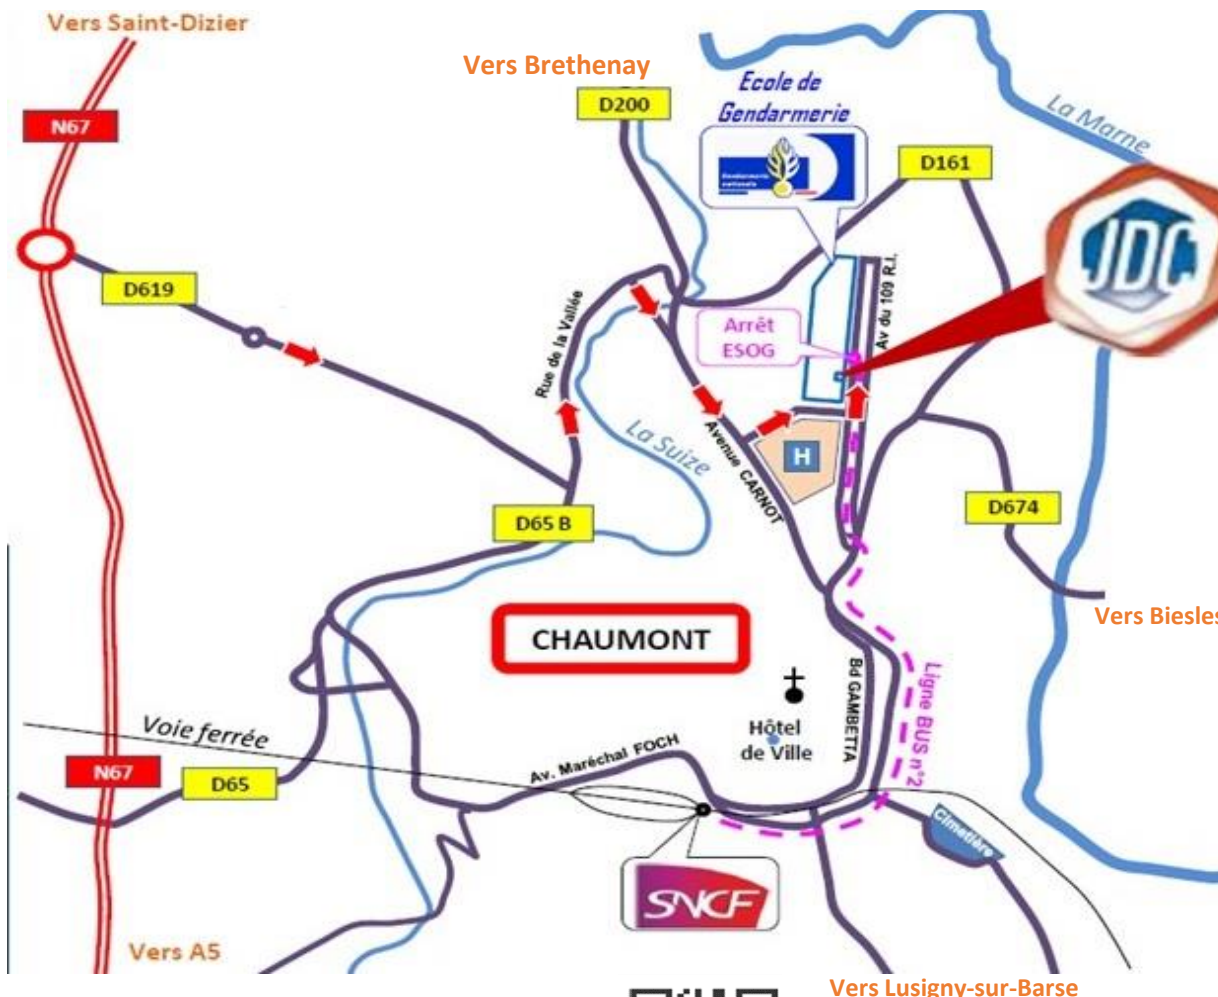 Vers Saint-Dizier
Vers Brethenay
Ecole de
Gendarmerie
D200
N67
La Marne
D161
Gendarmerie
nationale
JDC
D619
Rue de la Vallée
Arrêt
ESOG
Av du 109 R.I.
La Suize
Avenue CARNOT
H
D65 B
D674
Vers Biesles
CHAUMONT
Bd GAMBETTA
Ligne BUS n°2
Voie ferrée
Hôtel
de Ville
Av. Maréchal FOCH
N67
D65
Cimetière
SNCF
Vers A5
Vers Lusigny-sur-Barse